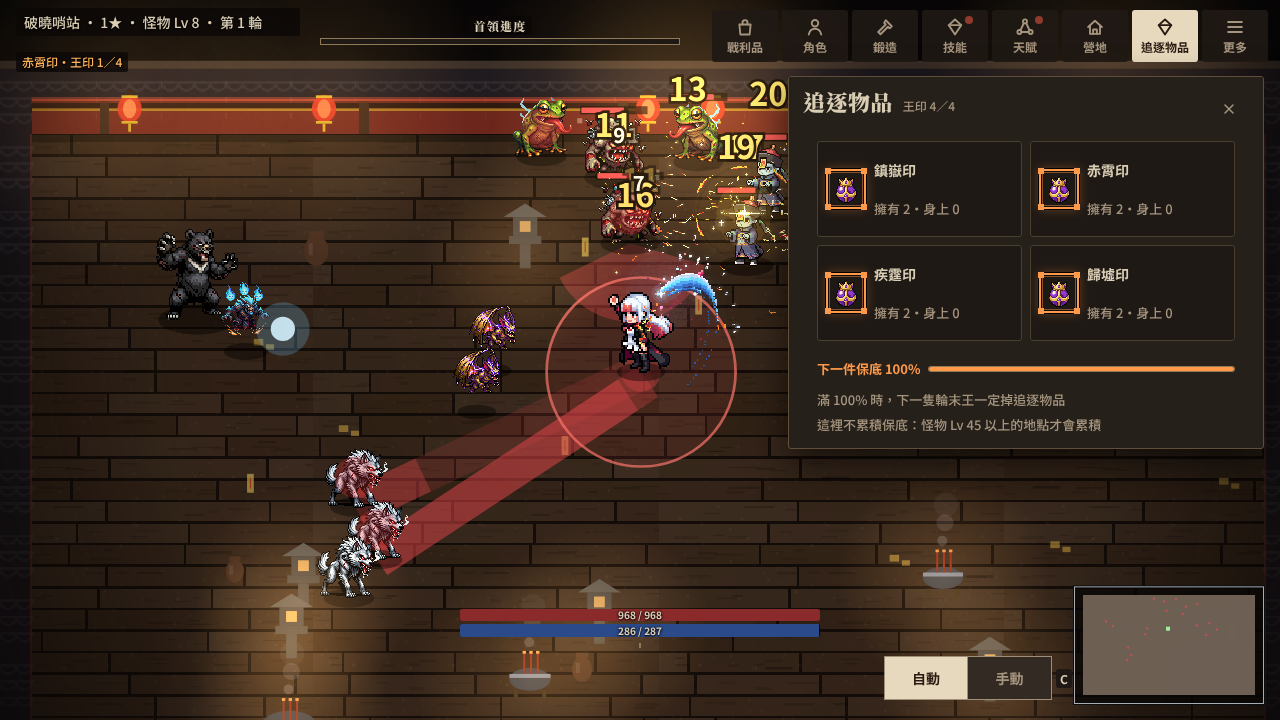 破曉哨站 • 1★ • 怪物 Lv 8 • 第 1 輪
首領進度
戰利品
角色
鍛造
技能
天賦
營地
追逐物品
更多
赤霄印・王印 1／4
13
20
11
9
19
7
16
追逐物品 王印 4／4
×
鎮嶽印
擁有 2・身上 0
赤霄印
擁有 2・身上 0
疾霆印
擁有 2・身上 0
歸墟印
擁有 2・身上 0
下一件保底 100%
滿 100% 時，下一隻輪末王一定掉追逐物品
這裡不累積保底：怪物 Lv 45 以上的地點才會累積
968 / 968
286 / 287
自動
手動
C